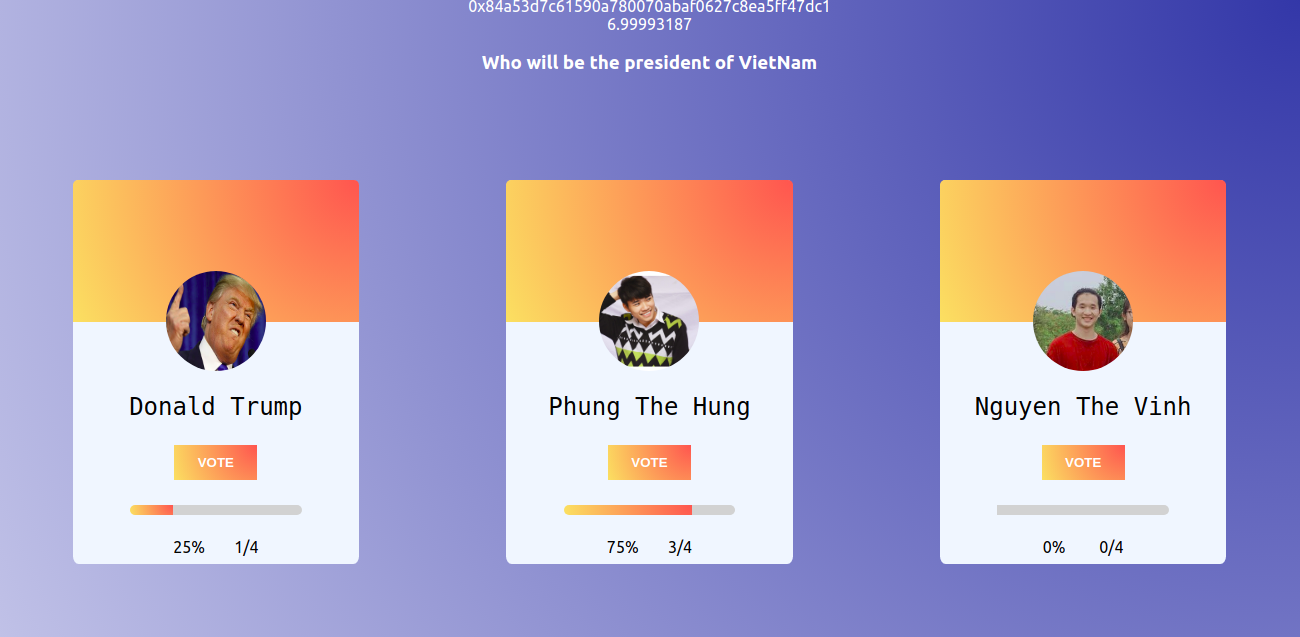 0x84a53d7c61590a780070abaf0627c8ea5ff47dc1
6.99993187
Who will be the president of VietNam
Donald Trump
VOTE
25% 1/4
Phung The Hung
VOTE
75% 3/4
Nguyen The Vinh
VOTE
0% 0/4